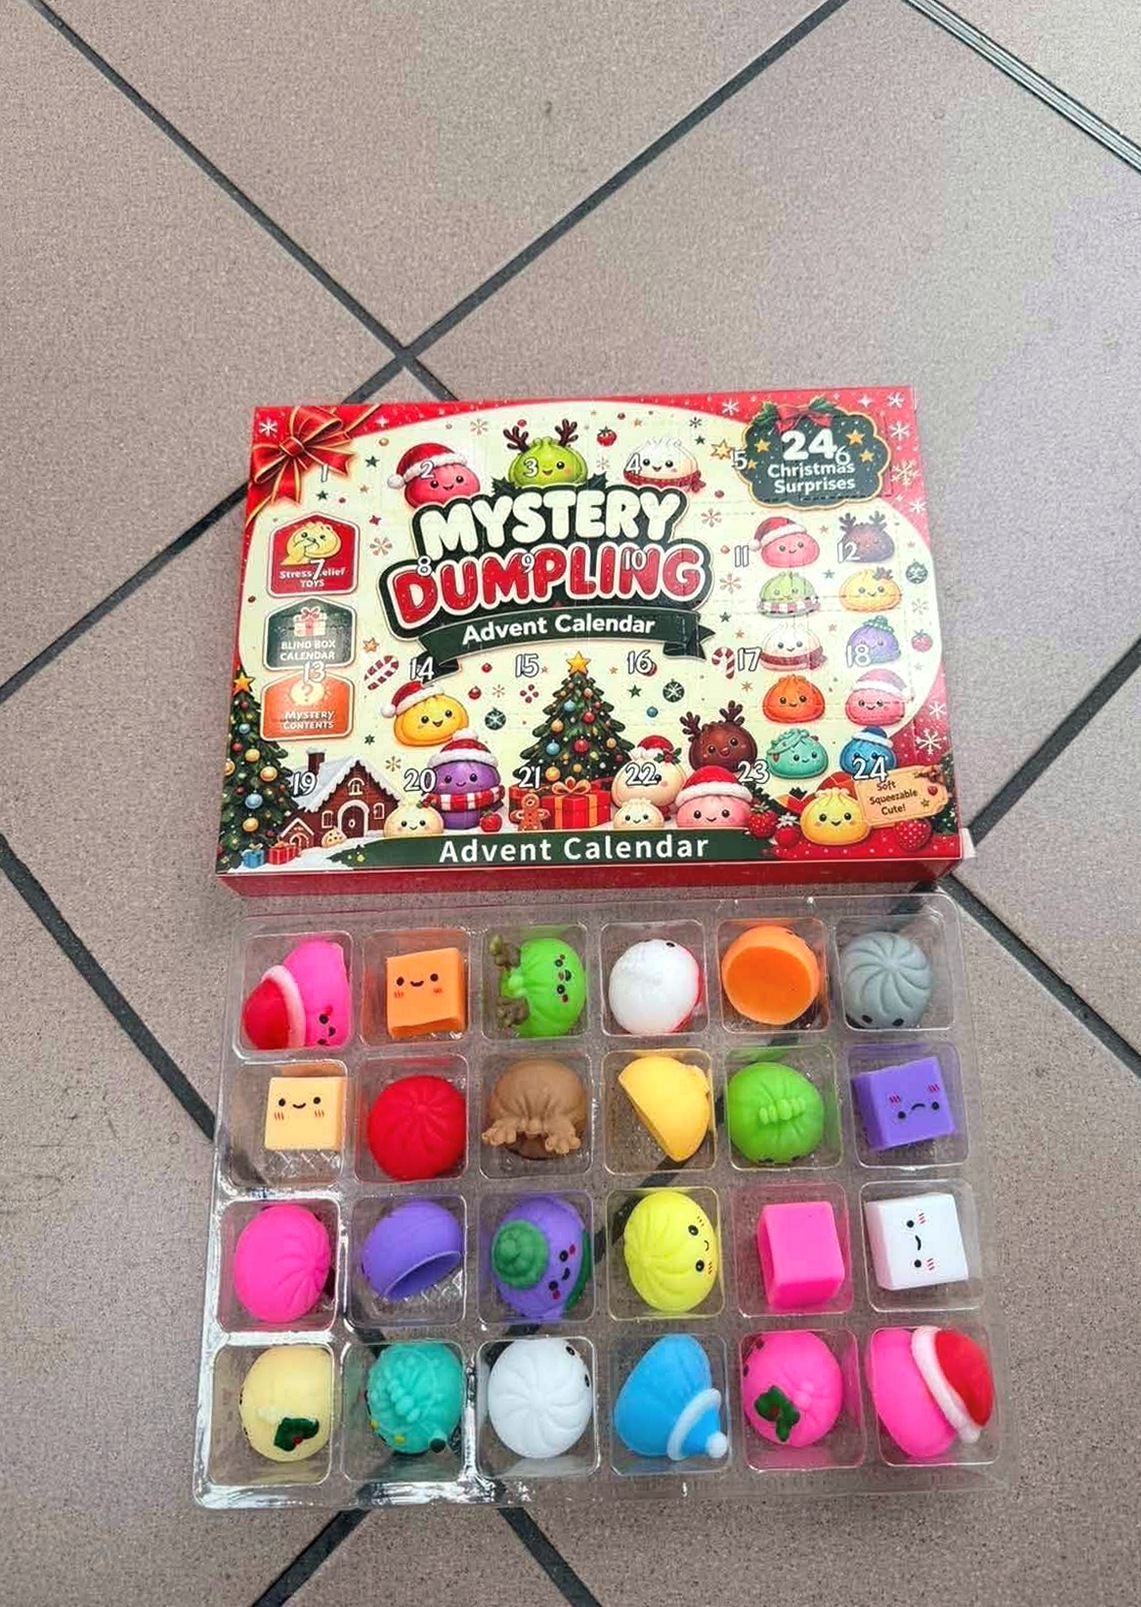 24
Christmas
Surprises
1
2
3
4
5
6
MYSTERY
DUMPLING
Advent Calendar
Stress Relief
TOYS
7
8
9
10
11
12
BLIND BOX
CALENDAR
13
14
15
16
17
18
MYSTERY
CONTENTS
19
20
21
22
23
24
Soft
Squeezable
Cute!
Advent Calendar